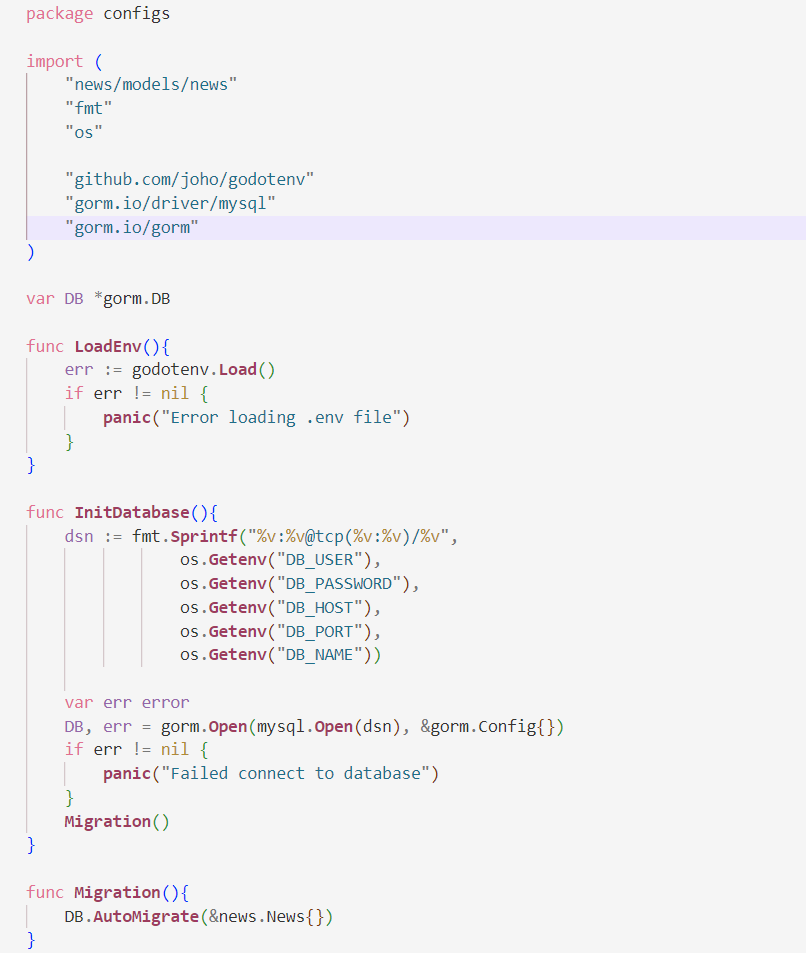 package configs
import (
"news/models/news"
"fmt"
"os"
"github.com/joho/godotenv"
"gorm.io/driver/mysql"
"gorm.io/gorm"
)
var DB *gorm.DB
func LoadEnv(){
err := godotenv.Load()
if err != nil {
panic("Error loading .env file")
}
}
func InitDatabase(){
dsn := fmt.Sprintf("%v:%v@tcp(%v:%v)/%v",
os.Getenv("DB_USER"),
os.Getenv("DB_PASSWORD"),
os.Getenv("DB_HOST"),
os.Getenv("DB_PORT"),
os.Getenv("DB_NAME"))
var err error
DB, err = gorm.Open(mysql.Open(dsn), &gorm.Config{})
if err != nil {
panic("Failed connect to database")
}
Migration()
}
func Migration(){
DB.AutoMigrate(&news.News{})
}